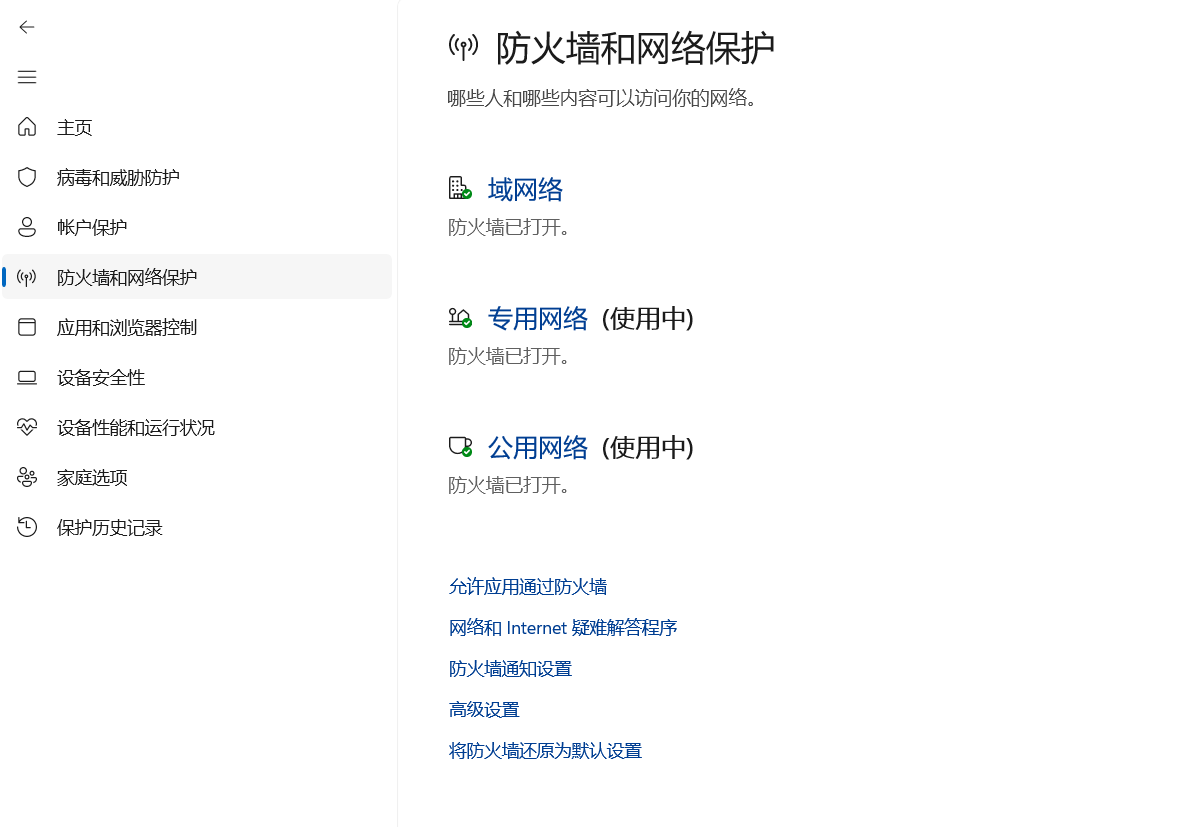 主页
病毒和威胁防护
帐户保护
防火墙和网络保护
应用和浏览器控制
设备安全性
设备性能和运行状况
家庭选项
保护历史记录
防火墙和网络保护
哪些人和哪些内容可以访问你的网络。
域网络
防火墙已打开。
专用网络 (使用中)
防火墙已打开。
公用网络 (使用中)
防火墙已打开。
允许应用通过防火墙
网络和 Internet 疑难解答程序
防火墙通知设置
高级设置
将防火墙还原为默认设置